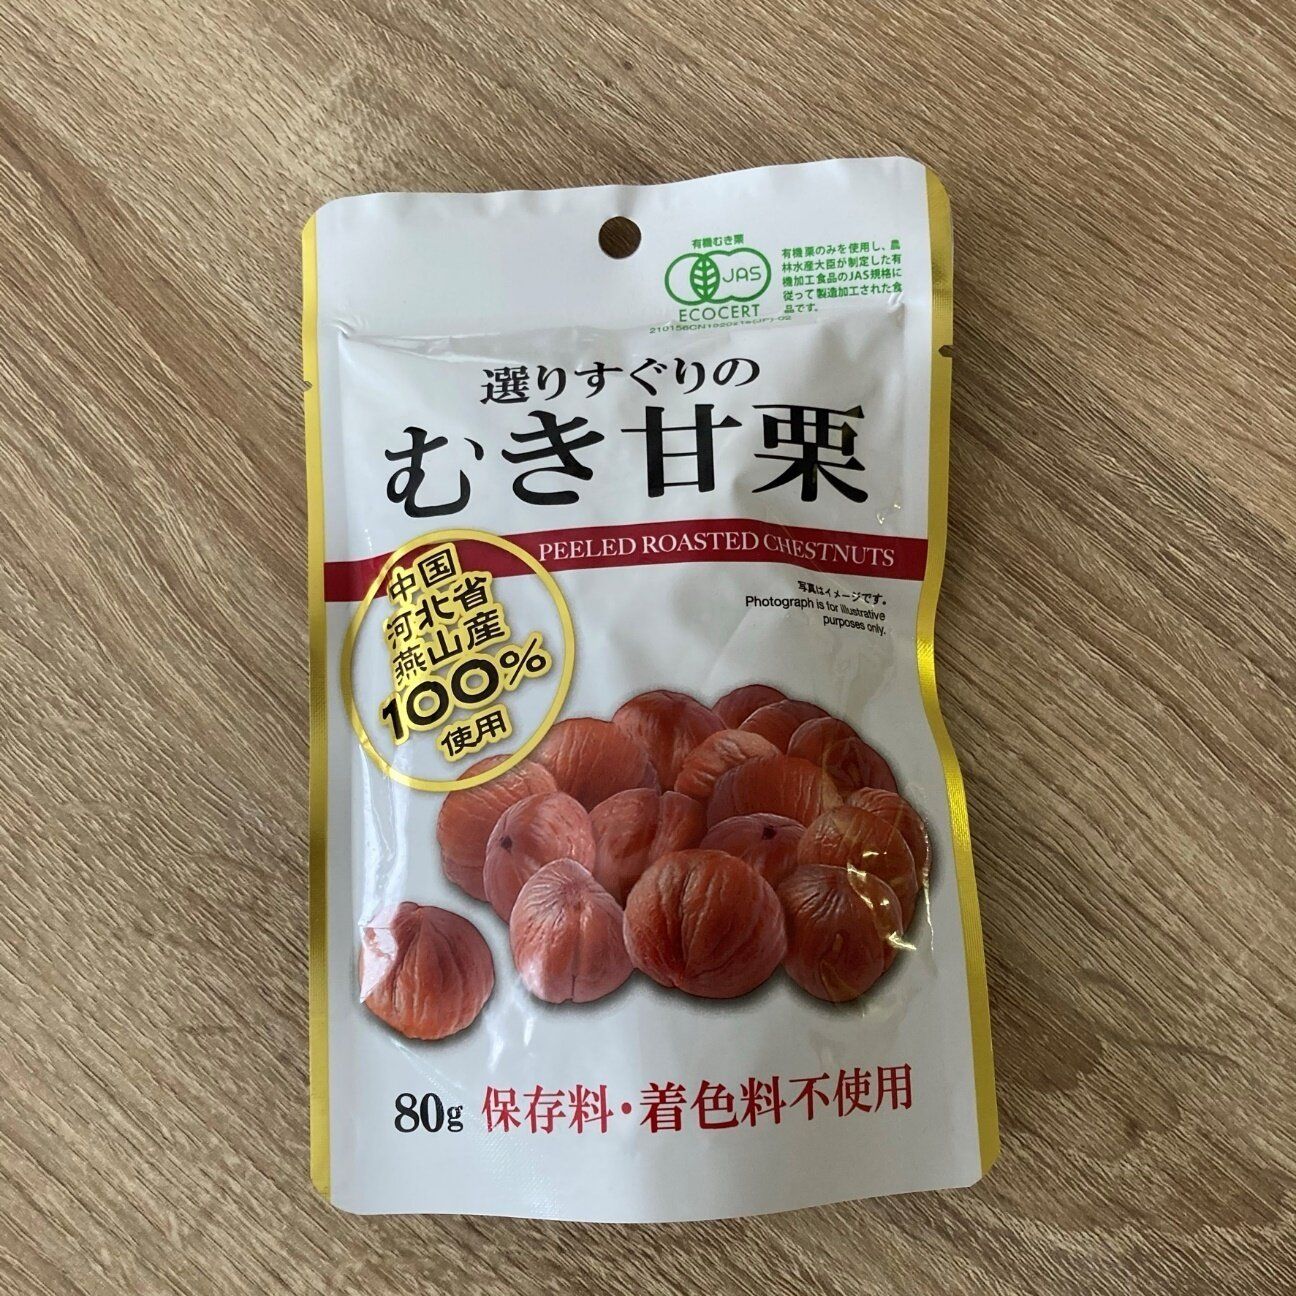 有機むき栗
JAS
ECOCERT
有機栗のみを使用し、農
林水産大臣が制定した有
機加工食品のJAS規格に
従って製造加工された食
品です。
選りすぐりの
むき甘栗
PEELED ROASTED CHESTNUTS
中国
河北省
燕山産
100%
使用
写真はイメージです。
Photograph is for illustrative
purposes only.
80g 保存料・着色料不使用